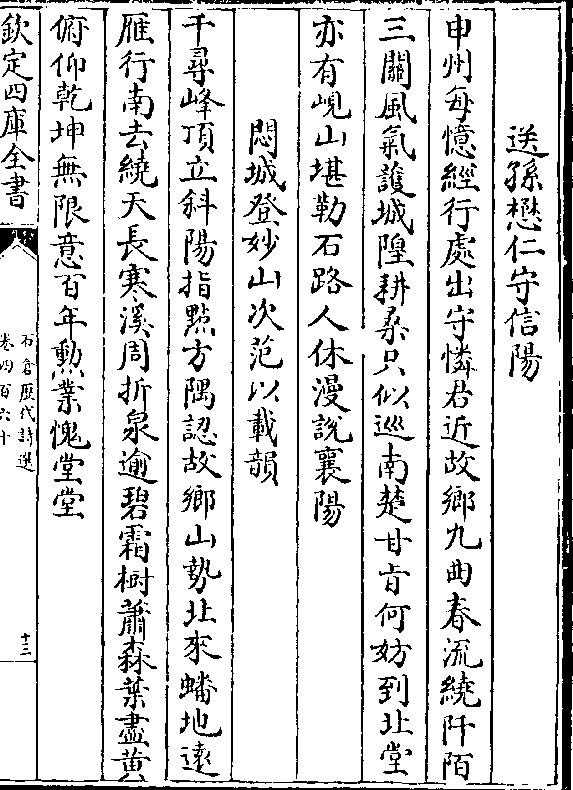 送孫懋仁守信陽
申州每憶經行處出守憐君近故鄉九曲春流繞阡陌
三關風氣護城隍耕桑只似巡南楚甘旨何妨到北堂
亦有峴山堪勒石路人休漫說襄陽
悶城登妙山次范以載韻
千尋峰頂立斜陽指點方隅認故鄉山勢北來蟠地遠
雁行南去繞天長寒溪周折泉逾碧霜樹蕭森葉盡黄
俯仰乾坤無限意百年勲業愧堂堂
欽定四庫全書
石倉歷代詩選
卷四百六十
十三